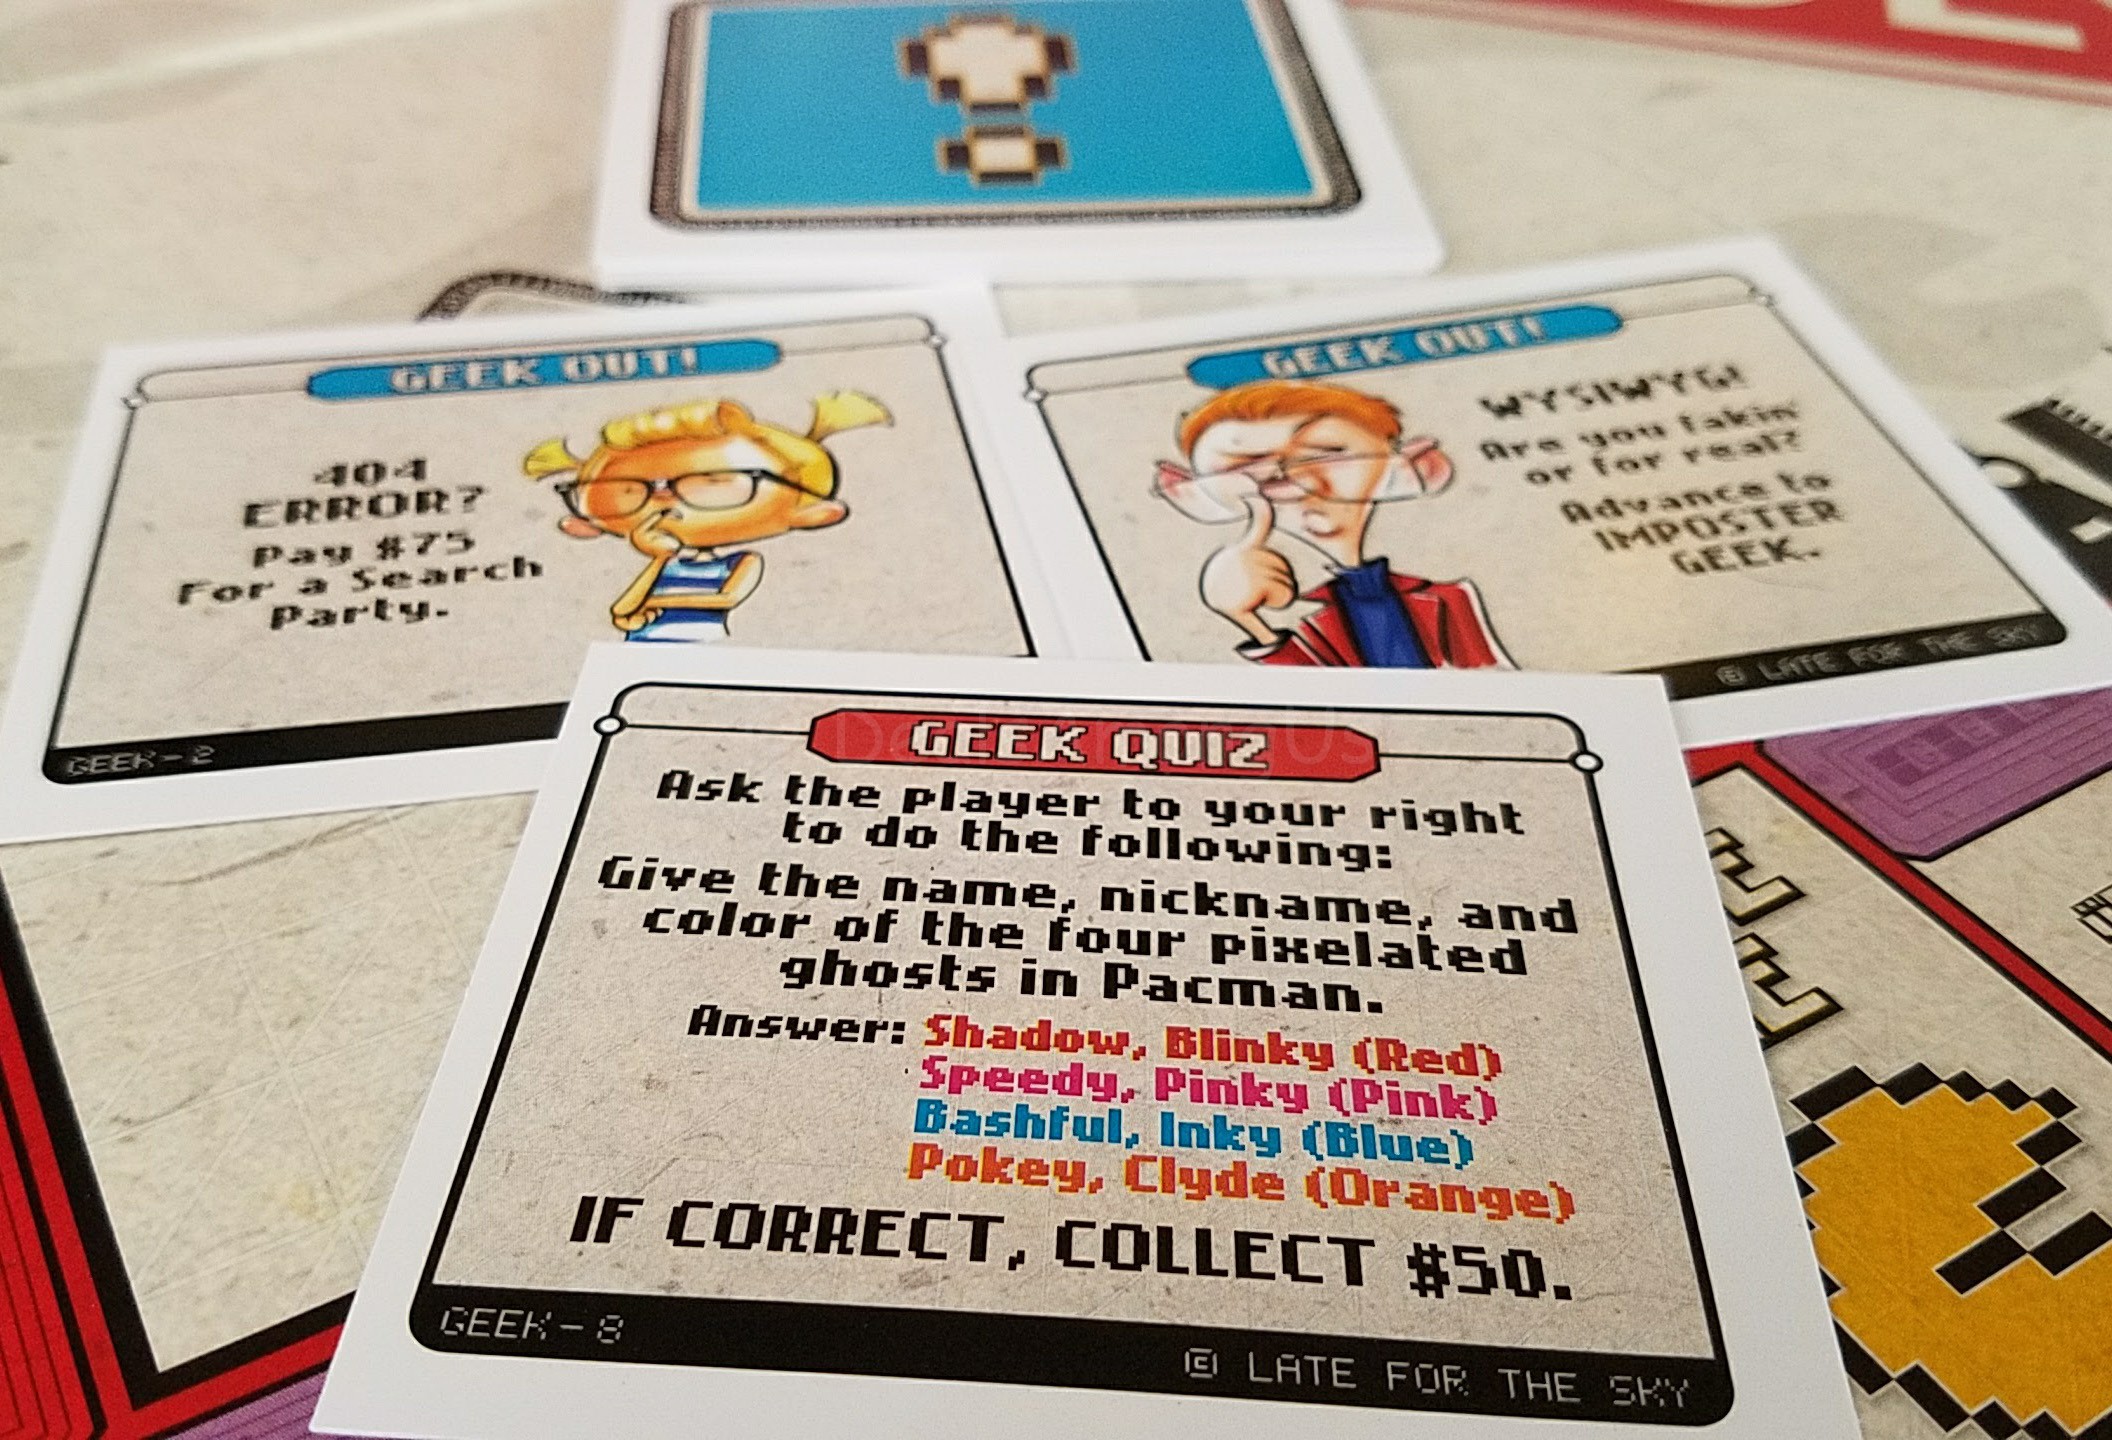 GEEK OUT!
404
ERROR?
Pay $75
For a Search
Party.
GEEK-2
GEEK OUT!
WYSIWYG!
Are you fakin'
or for real?
Advance to
IMPOSTER
GEEK.
© LATE FOR THE SKY
GEEK QUIZ
Ask the player to your right
to do the following:
Give the name, nickname, and
color of the four pixelated
ghosts in Pacman.
Answer: Shadow, Blinky (Red)
Speedy, Pinky (Pink)
Bashful, Inky (Blue)
Pokey, Clyde (Orange)
IF CORRECT, COLLECT $50.
GEEK-8
© LATE FOR THE SKY